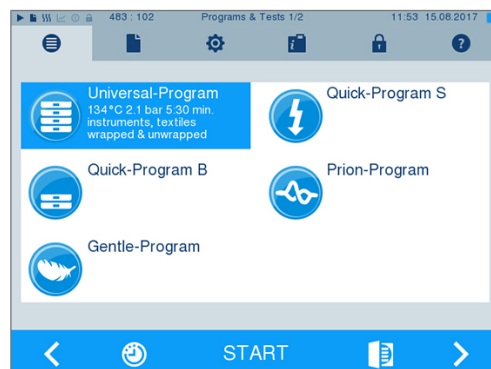 483 : 102 Programs & Tests 1/2 11:53 15.08.2017
Universal-Program
134°C 2.1 bar 5:30 min.
instruments, textiles
wrapped & unwrapped
Quick-Program S
Quick-Program B
Prion-Program
Gentle-Program
START